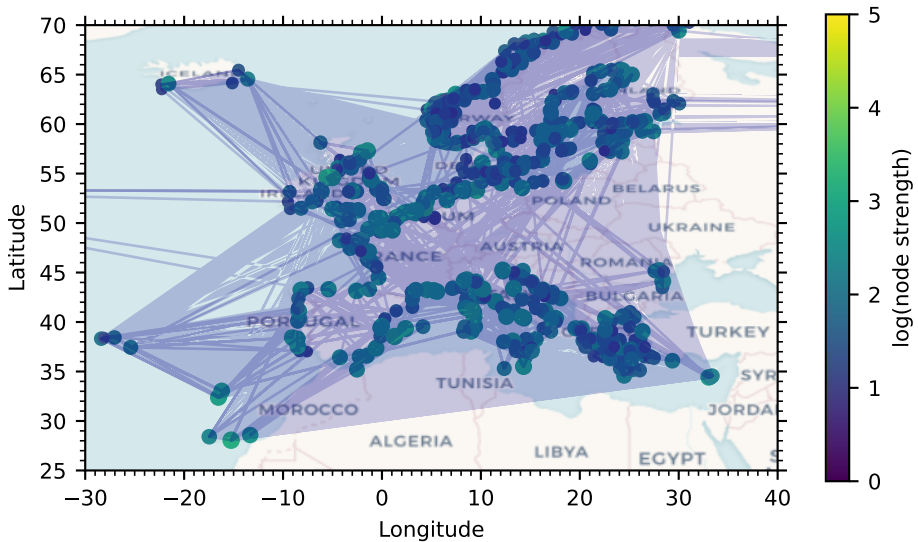 70
65
60
55
50
45
40
35
30
25
Latitude
−30
−20
−10
0
10
20
30
40
Longitude
BELARUS
POLAND
UKRAINE
AUSTRIA
ROMANIA
BULGARIA
TURKEY
TUNISIA
MOROCCO
ALGERIA
LIBYA
EGYPT
5
4
3
2
1
0
log(node strength)